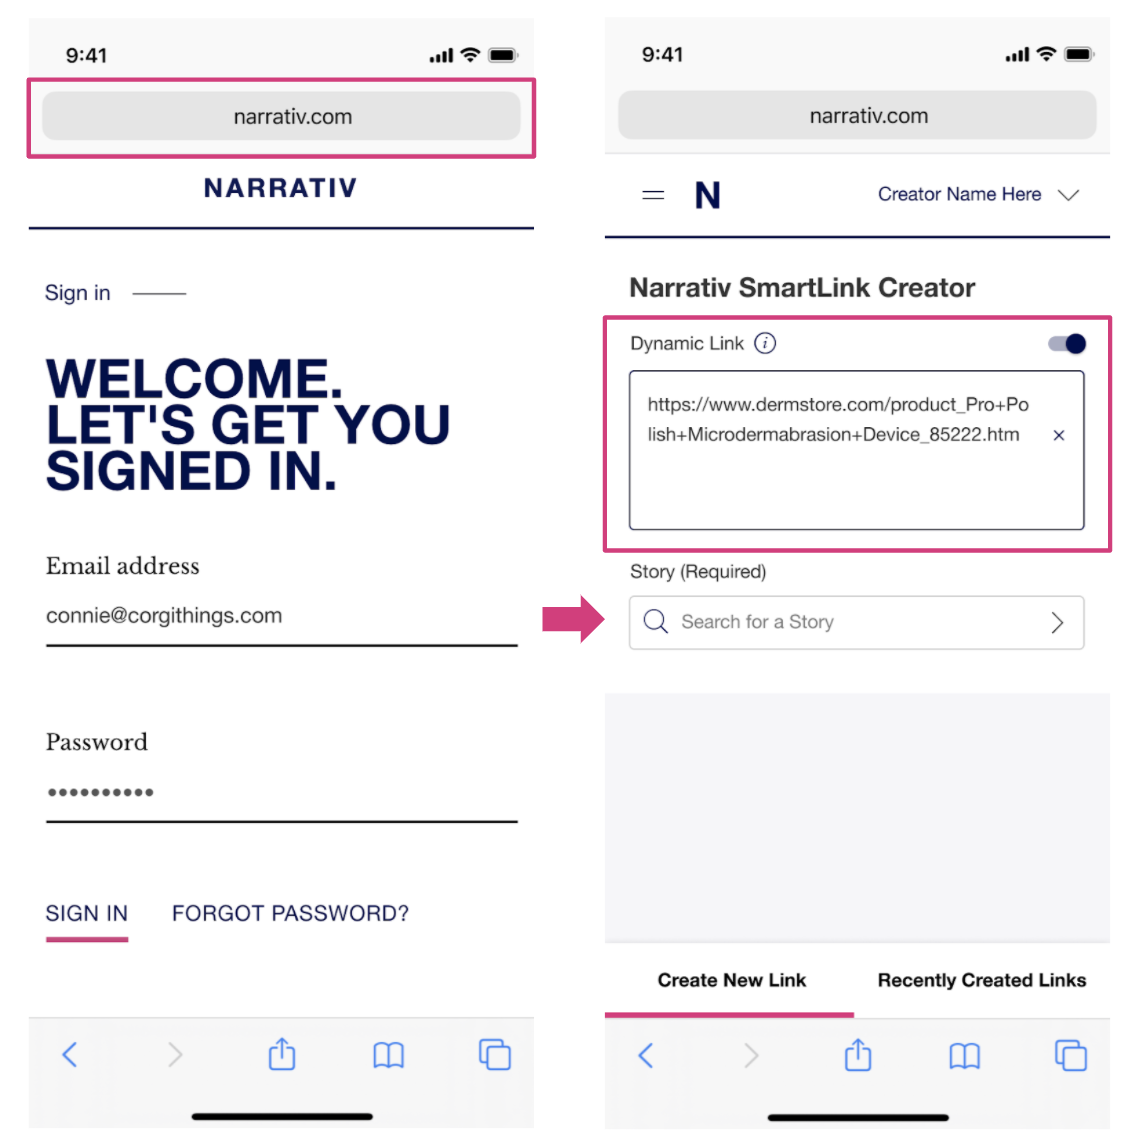 9:41
narrativ.com
NARRATIV
Sign in
WELCOME.
LET'S GET YOU
SIGNED IN.
Email address
connie@corgithings.com
Password
••••••••••
SIGN IN
FORGOT PASSWORD?
9:41
narrativ.com
N
Creator Name Here
Narrativ SmartLink Creator
Dynamic Link i
https://www.dermstore.com/product_Pro+Po
lish+Microdermabrasion+Device_85222.htm
Story (Required)
Search for a Story
Create New Link
Recently Created Links